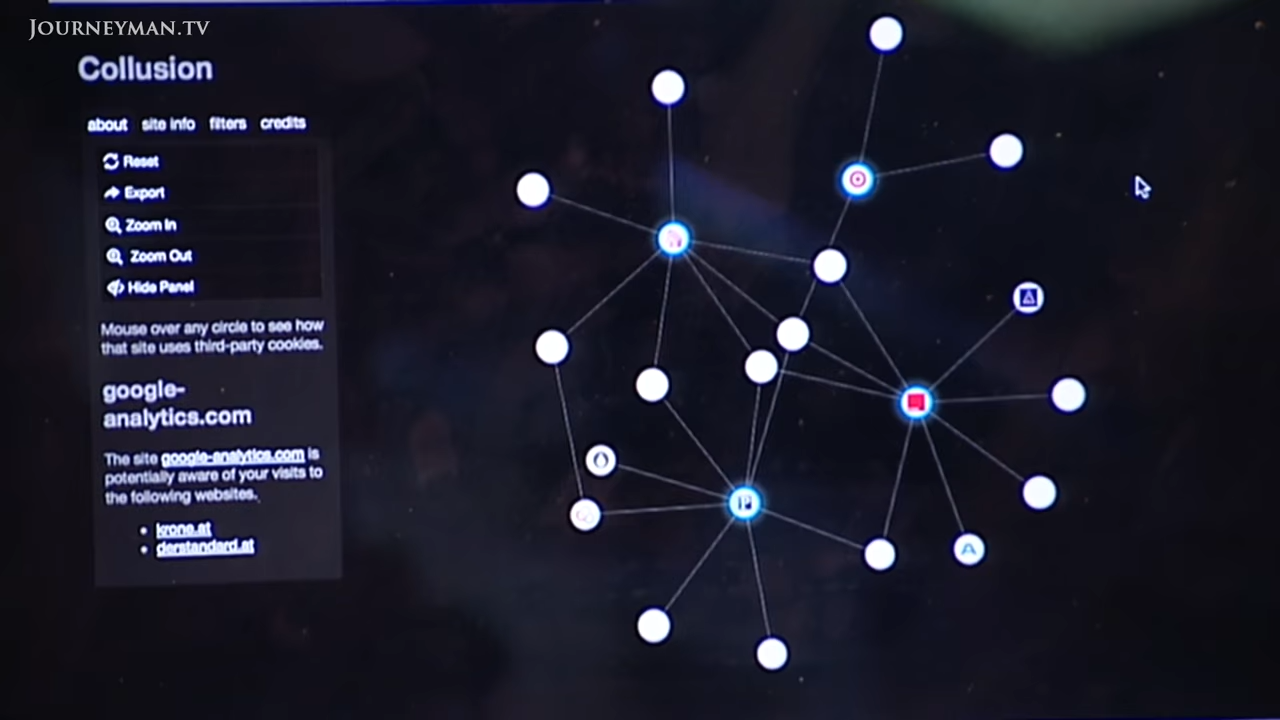 JOURNEYMAN.TV
Collusion
about site info filters credits
Reset
Export
Zoom In
Zoom Out
Hide Panel
Mouse over any circle to see how
that site uses third-party cookies.
google-
analytics.com
The site google-analytics.com is
potentially aware of your visits to
the following websites.
krone.at
derstandard.at